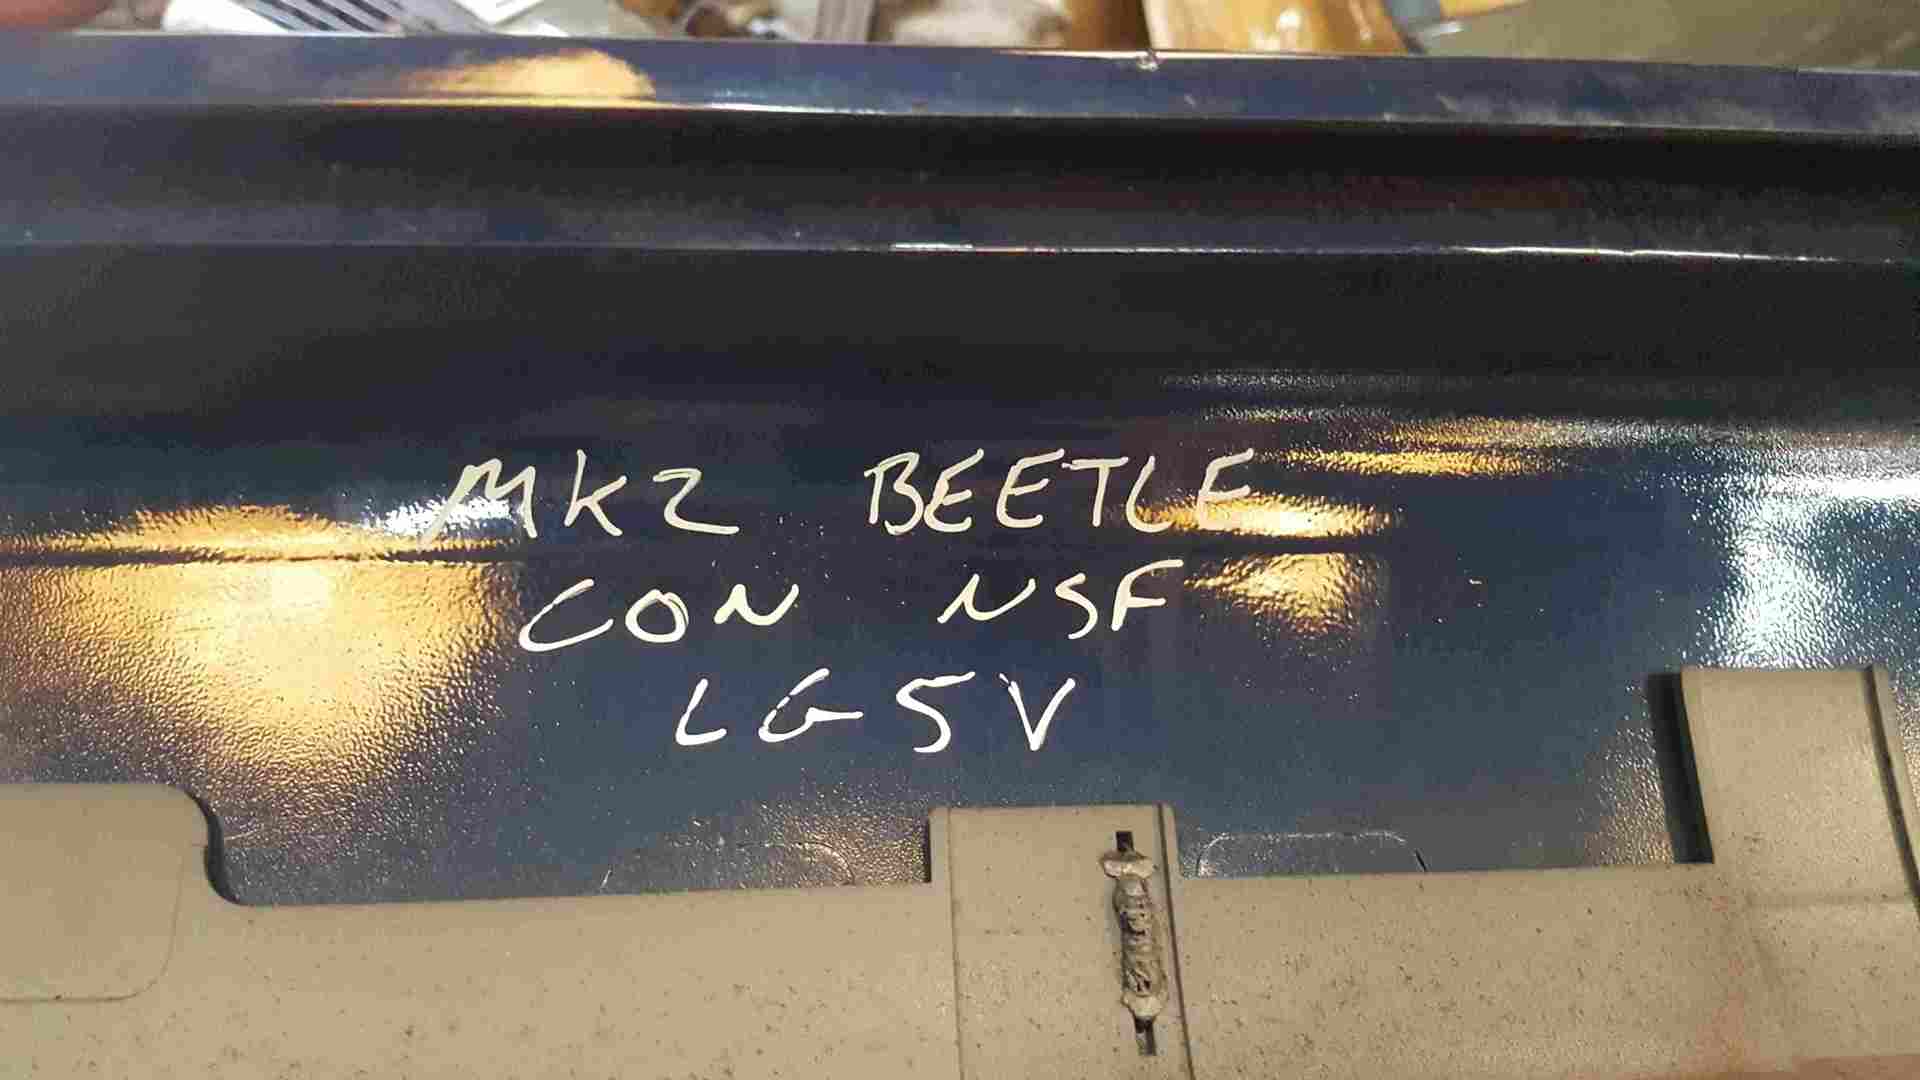 MK2 BEETLE
CON NSF
LG5V